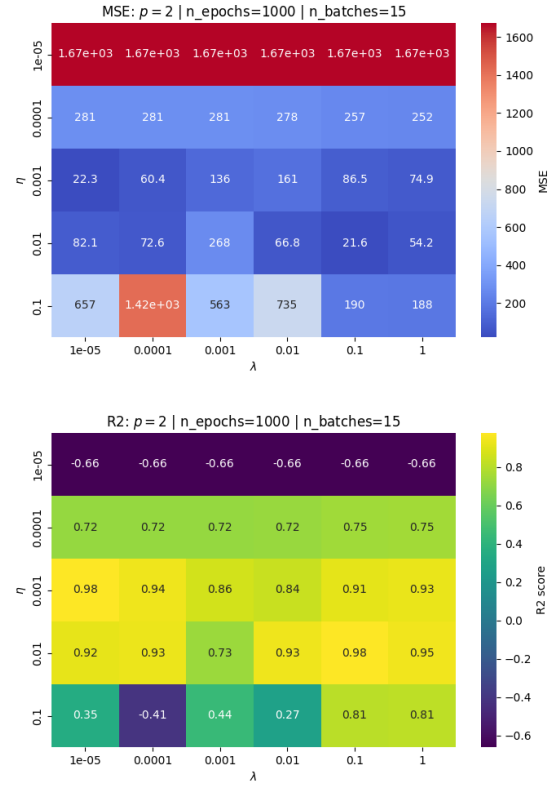 MSE: p = 2 | n_epochs=1000 | n_batches=15
1e-05 1.67e+03 1.67e+03 1.67e+03 1.67e+03 1.67e+03 1.67e+03
0.0001 281 281 281 278 257 252
0.001 22.3 60.4 136 161 86.5 74.9
0.01 82.1 72.6 268 66.8 21.6 54.2
0.1 657 1.42e+03 563 735 190 188
1e-05 0.0001 0.001 0.01 0.1 1
λ
η
1600
1400
1200
1000
800
600
400
200
MSE
R2: p = 2 | n_epochs=1000 | n_batches=15
1e-05 -0.66 -0.66 -0.66 -0.66 -0.66 -0.66
0.0001 0.72 0.72 0.72 0.72 0.75 0.75
0.001 0.98 0.94 0.86 0.84 0.91 0.93
0.01 0.92 0.93 0.73 0.93 0.98 0.95
0.1 0.35 -0.41 0.44 0.27 0.81 0.81
1e-05 0.0001 0.001 0.01 0.1 1
λ
η
0.8
0.6
0.4
0.2
0.0
−0.2
−0.4
−0.6
R2 score